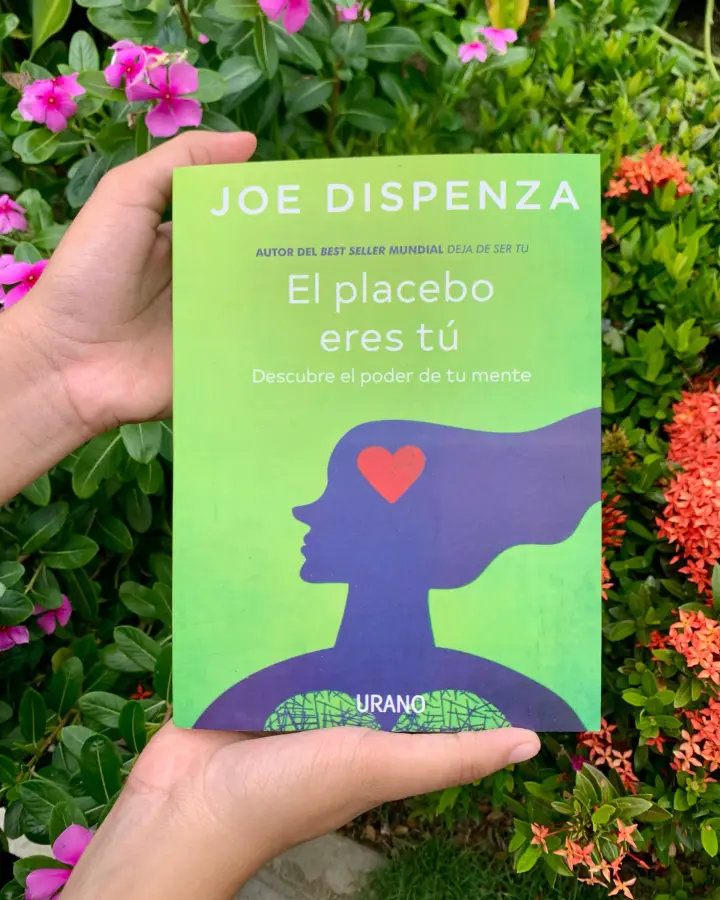 JOE DISPENZA
AUTOR DEL BEST SELLER MUNDIAL DEJA DE SER TU
El placebo
eres tú
Descubre el poder de tu mente
URANO